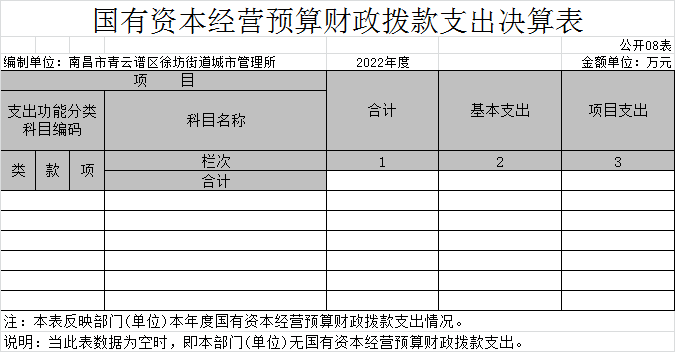 国有资本经营预算财政拨款支出决算表
公开08表
编制单位：南昌市青云谱区徐坊街道城市管理所 2022年度 金额单位：万元
项 目 合计 基本支出 项目支出
支出功能分类科目编码 科目名称
类 款 项 栏次 1 2 3
合计
注：本表反映部门(单位)本年度国有资本经营预算财政拨款支出情况。
说明：当此表数据为空时，即本部门(单位)无国有资本经营预算财政拨款支出。